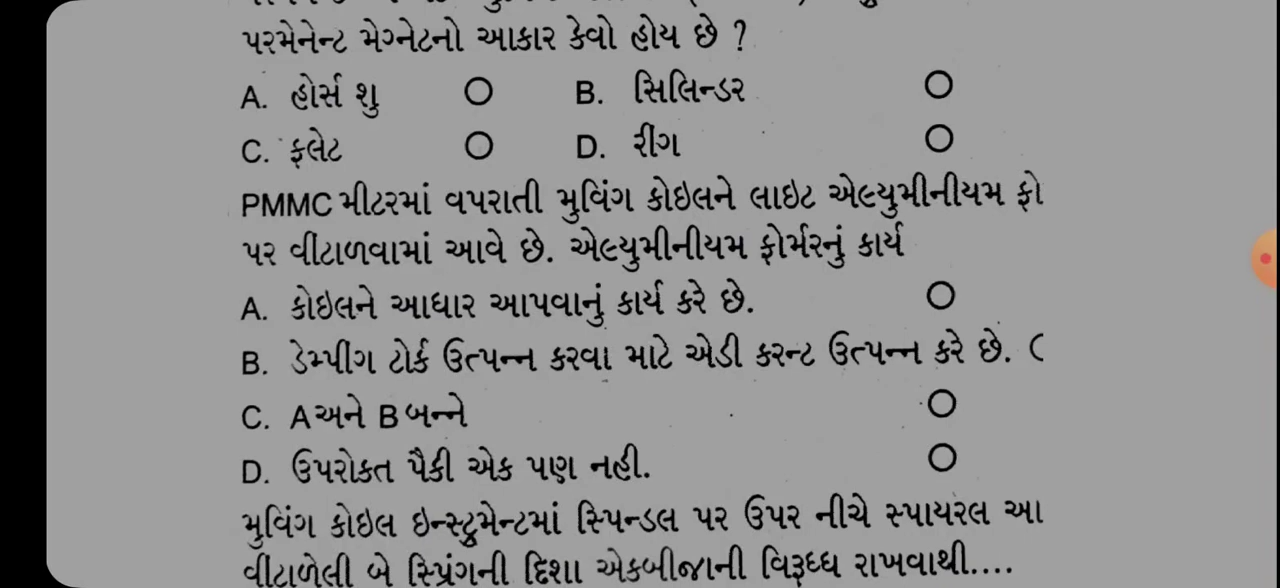 પરમેનેન્ટ મેગ્નેટનો આકાર કેવો હોય છે ?
A. હોર્સ શુ O B. સિલિન્ડર O
C. ફલેટ O D. રીંગ O
PMMC મીટરમાં વપરાતી મુવિંગ કોઇલને લાઇટ એલ્યુમીનીયમ ફો
પર વીંટાળવામાં આવે છે. એલ્યુમીનીયમ ફોર્મરનું કાર્ય
A. કોઇલને આધાર આપવાનું કાર્ય કરે છે. O
B. ડેમ્પીંગ ટોર્ક ઉત્પન્ન કરવા માટે એડી કરન્ટ ઉત્પન્ન કરે છે.
C. A અને B બન્ને O
D. ઉપરોકત પૈકી એક પણ નહી. O
મુવિંગ કોઇલ ઇન્સ્ટ્રુમેન્ટમાં સ્પિન્ડલ પર ઉપર નીચે સ્પાયરલ આ
વીંટાળેલી બે સ્પ્રિંગની દિશા એકબીજાની વિરૂધ્ધ રાખવાથી....